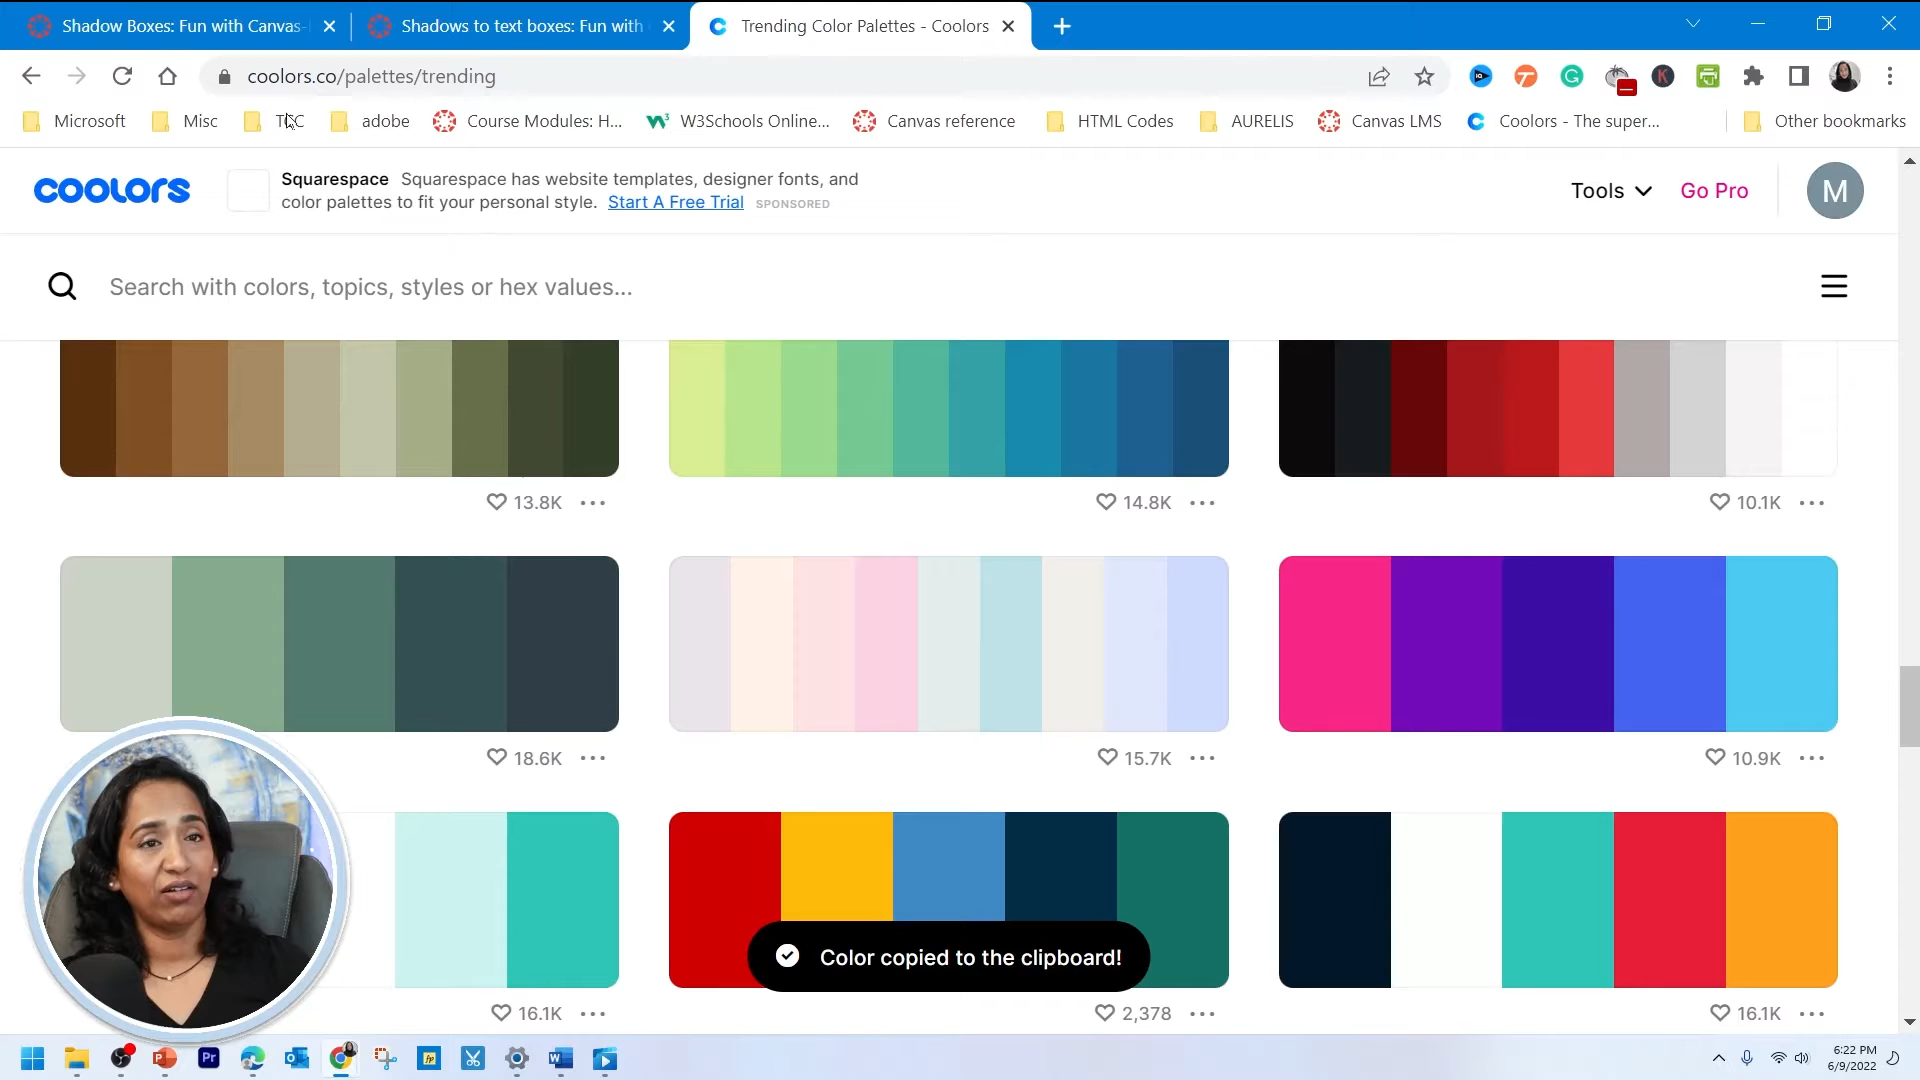 Shadow Boxes: Fun with Canvas-
Shadows to text boxes: Fun with
Trending Color Palettes - Coolors
coolors.co/palettes/trending
Microsoft
Misc
adobe
Course Modules: H...
W3Schools Online...
Canvas reference
HTML Codes
AURELIS
Canvas LMS
Coolors - The super...
Other bookmarks
coolors
Squarespace Squarespace has website templates, designer fonts, and
color palettes to fit your personal style. Start A Free Trial SPONSORED
Tools
Go Pro
M
Search with colors, topics, styles or hex values...
13.8K
14.8K
10.1K
18.6K
15.7K
10.9K
Color copied to the clipboard!
16.1K
2,378
16.1K
6:22 PM
6/9/2022